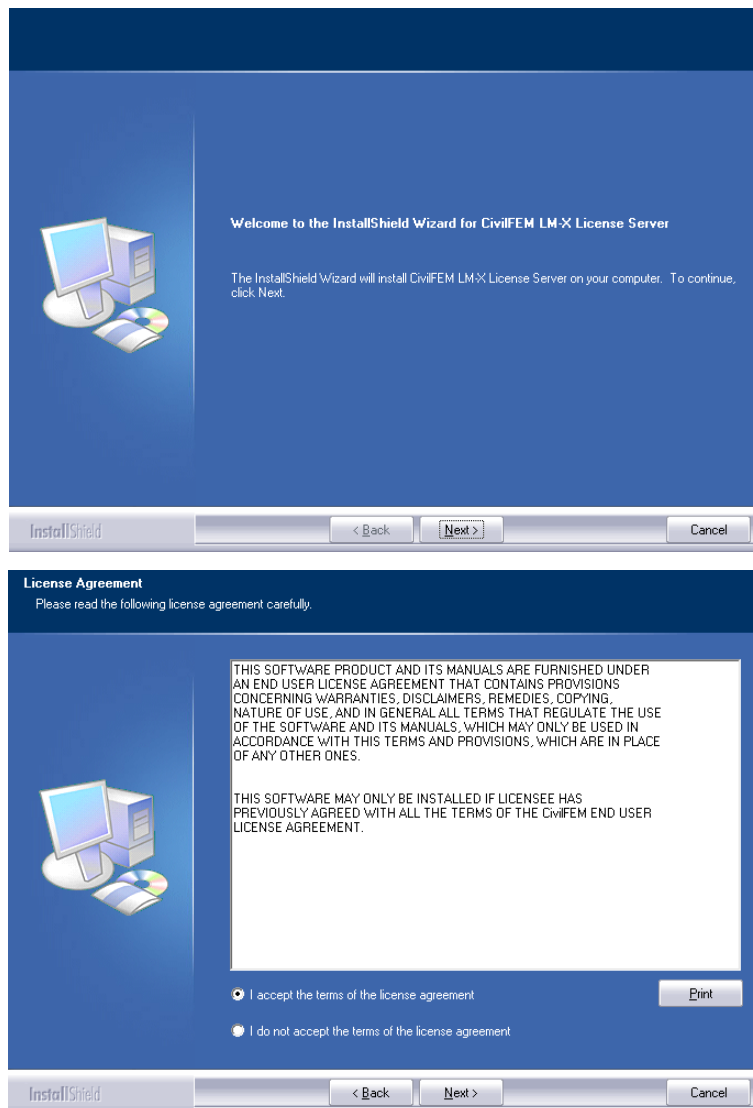 Welcome to the InstallShield Wizard for CivilFEM LM-X License Server
The InstallShield Wizard will install CivilFEM LM-X License Server on your computer.  To continue,
click Next.
InstallShield
< Back
Next >
Cancel
License Agreement
Please read the following license agreement carefully.
THIS SOFTWARE PRODUCT AND ITS MANUALS ARE FURNISHED UNDER
AN END USER LICENSE AGREEMENT THAT CONTAINS PROVISIONS
CONCERNING WARRANTIES, DISCLAIMERS, REMEDIES, COPYING,
NATURE OF USE, AND IN GENERAL ALL TERMS THAT REGULATE THE USE
OF THE SOFTWARE AND ITS MANUALS, WHICH MAY ONLY BE USED IN
ACCORDANCE WITH THIS TERMS AND PROVISIONS, WHICH ARE IN PLACE
OF ANY OTHER ONES.
THIS SOFTWARE MAY ONLY BE INSTALLED IF LICENSEE HAS
PREVIOUSLY AGREED WITH ALL THE TERMS OF THE CivilFEM END USER
LICENSE AGREEMENT.
I accept the terms of the license agreement
Print
I do not accept the terms of the license agreement
InstallShield
< Back
Next >
Cancel